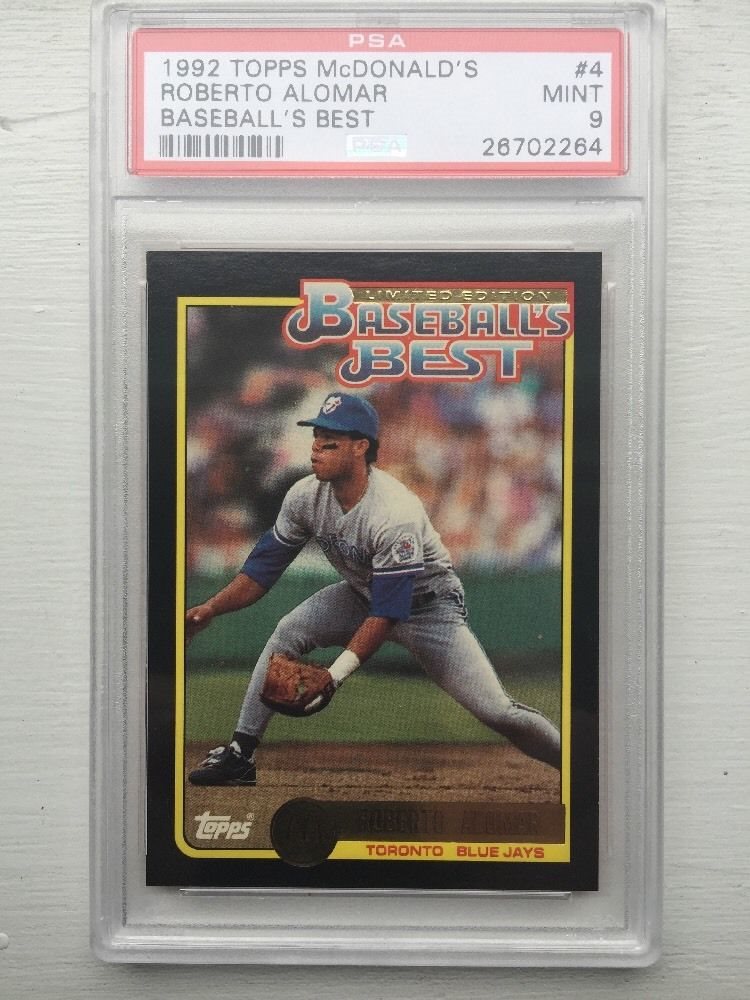 PSA
1992 TOPPS McDONALD'S #4
ROBERTO ALOMAR MINT
BASEBALL'S BEST 9
PSA 26702264
LIMITED EDITION
BASEBALL'S
BEST
topps®
ROBERTO ALOMAR
TORONTO BLUE JAYS